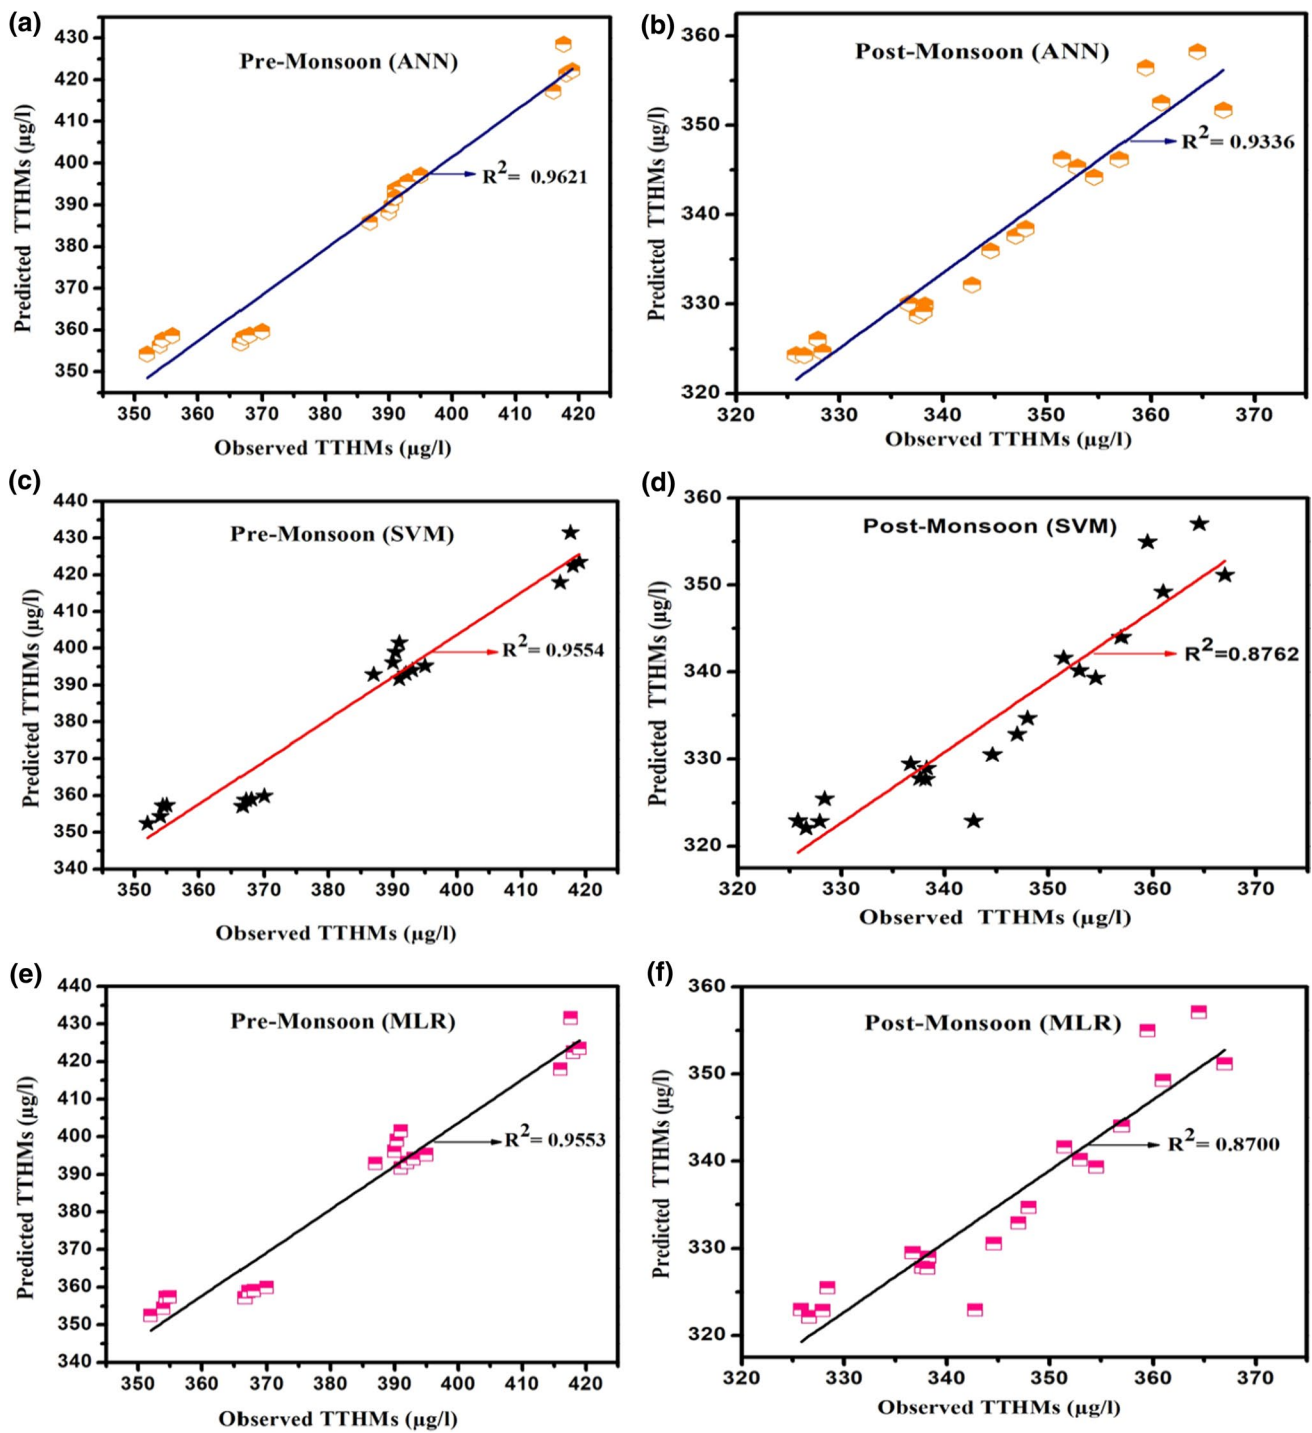 (a)
Pre-Monsoon (ANN)
430
420
410
400
390
380
370
360
350
R2= 0.9621
350 360 370 380 390 400 410 420
Observed TTHMs (µg/l)
Predicted TTHMs (µg/l)
(b)
Post-Monsoon (ANN)
360
350
340
330
320
R2= 0.9336
320 330 340 350 360 370
Observed TTHMs (µg/l)
Predicted TTHMs (µg/l)
(c)
Pre-Monsoon (SVM)
440
430
420
410
400
390
380
370
360
350
340
R2= 0.9554
350 360 370 380 390 400 410 420
Observed TTHMs (µg/l)
Predicted TTHMs (µg/l)
(d)
Post-Monsoon (SVM)
360
350
340
330
320
R2=0.8762
320 330 340 350 360 370
Observed TTHMs (µg/l)
Predicted TTHMs (µg/l)
(e)
Pre-Monsoon (MLR)
440
430
420
410
400
390
380
370
360
350
340
R2= 0.9553
350 360 370 380 390 400 410 420
Observed TTHMs (µg/l)
Predicted TTHMs (µg/l)
(f)
Post-Monsoon (MLR)
360
350
340
330
320
R2= 0.8700
320 330 340 350 360 370
Observed TTHMs (µg/l)
Predicted TTHMs (µg/l)